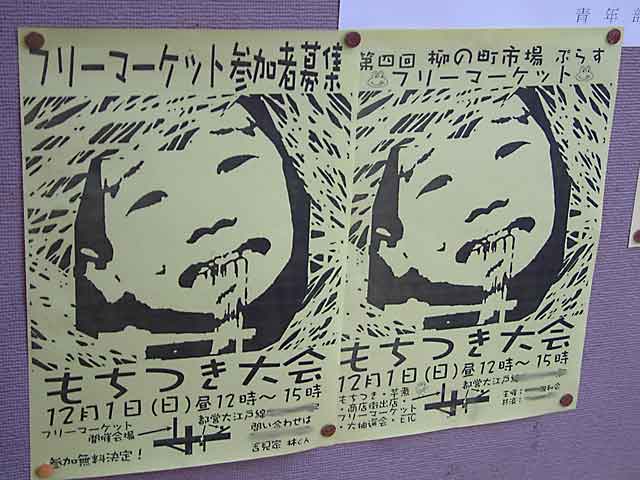 青年部
フリーマーケット参加者募集
もちつき大会
12月1日(日)昼12時~15時
フリーマーケット
開催会場→
都営大江戸線
問い合わせは
参加無料決定!
第四回 柳の町市場 ぷらす
フリーマーケット
もちつき大会
12月1日(日)昼12時~15時
もちつき・芋煮
・商店街出店・
フリーマーケット
・大抽選会・ETC
都営大江戸線
主催: